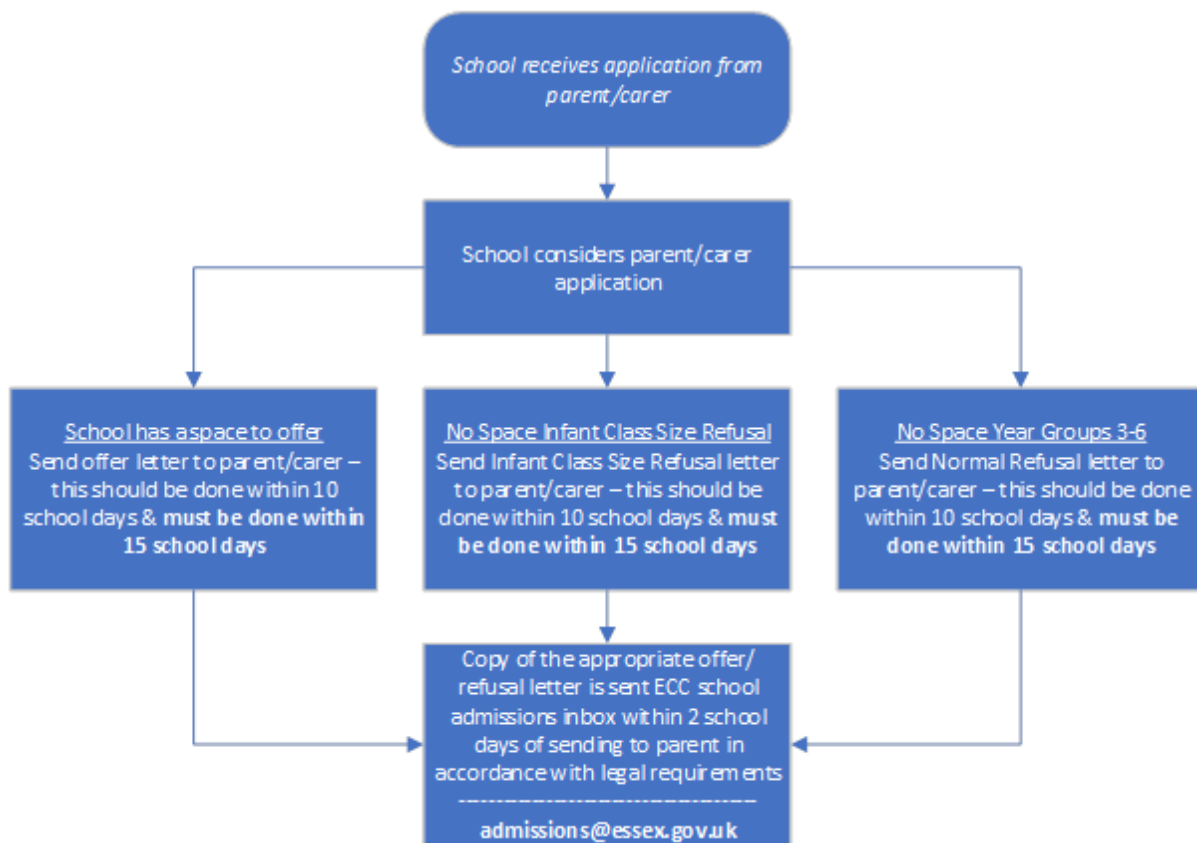 School receives application from
parent/carer
School considers parent/carer
application
School has a space to offer
Send offer letter to parent/carer – 
this should be done within 10
school days & must be done within
15 school days
No Space Infant Class Size Refusal
Send Infant Class Size Refusal letter
to parent/carer – this should be
done within 10 school days & must
be done within 15 school days
No Space Year Groups 3-6
Send Normal Refusal letter to
parent/carer – this should be done
within 10 school days & must be
done within 15 school days
Copy of the appropriate offer/
refusal letter is sent ECC school
admissions inbox within 2 school
days of sending to parent in
accordance with legal requirements
----------------------------------------
admissions@essex.gov.uk